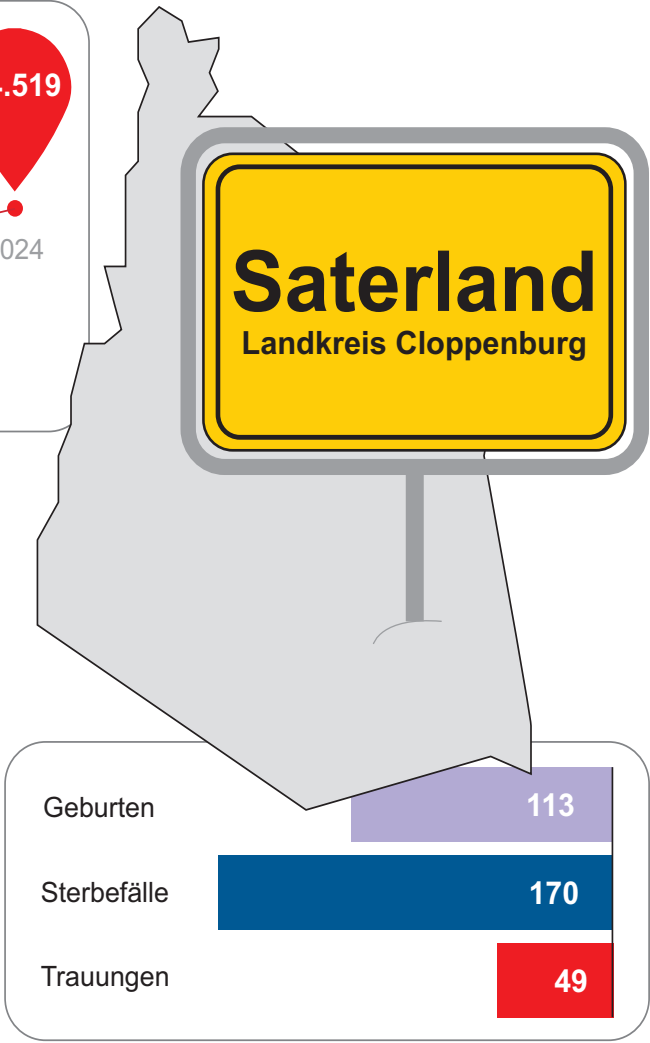 .519
024
Saterland
Landkreis Cloppenburg
Geburten 113
Sterbefälle 170
Trauungen 49